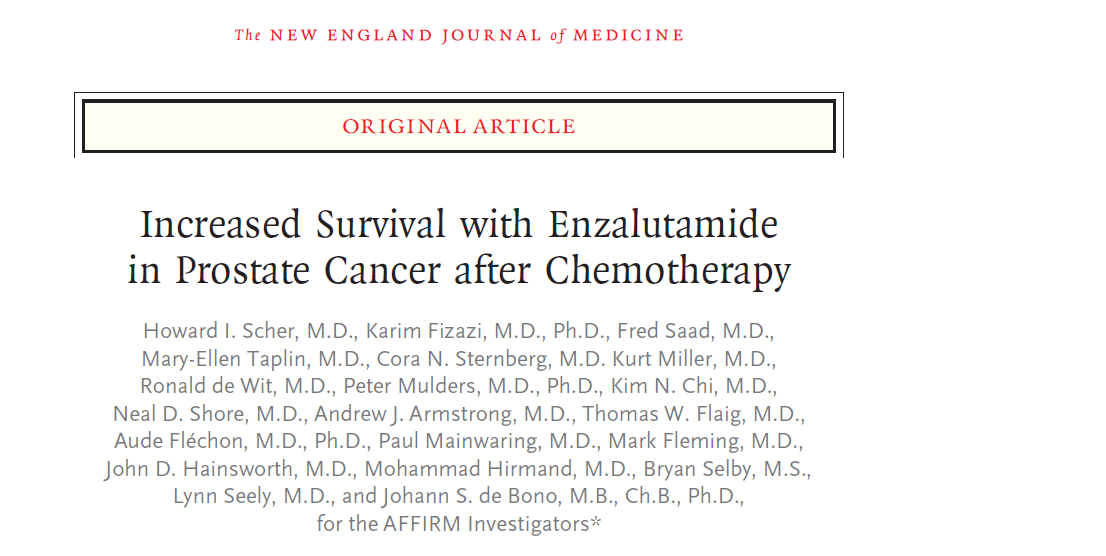 The NEW ENGLAND JOURNAL of MEDICINE
ORIGINAL ARTICLE
Increased Survival with Enzalutamide
in Prostate Cancer after Chemotherapy
Howard I. Scher, M.D., Karim Fizazi, M.D., Ph.D., Fred Saad, M.D.,
Mary-Ellen Taplin, M.D., Cora N. Sternberg, M.D. Kurt Miller, M.D.,
Ronald de Wit, M.D., Peter Mulders, M.D., Ph.D., Kim N. Chi, M.D.,
Neal D. Shore, M.D., Andrew J. Armstrong, M.D., Thomas W. Flaig, M.D.,
Aude Fléchon, M.D., Ph.D., Paul Mainwaring, M.D., Mark Fleming, M.D.,
John D. Hainsworth, M.D., Mohammad Hirmand, M.D., Bryan Selby, M.S.,
Lynn Seely, M.D., and Johann S. de Bono, M.B., Ch.B., Ph.D.,
for the AFFIRM Investigators*